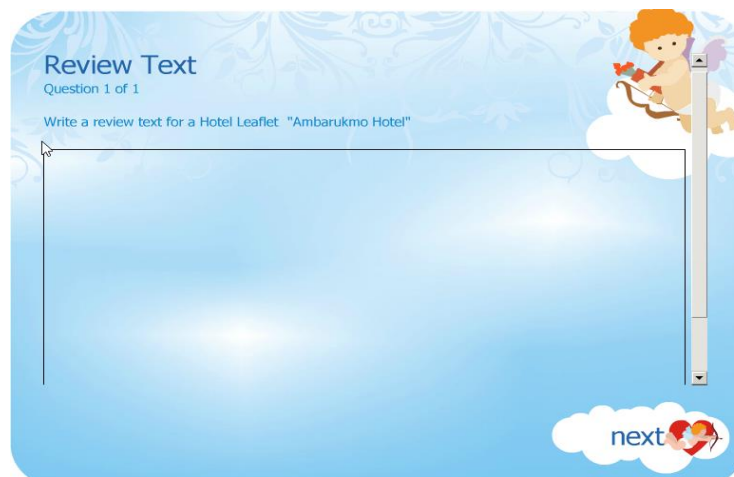 Review Text
Question 1 of 1
Write a review text for a Hotel Leaflet  "Ambarukmo Hotel"
next